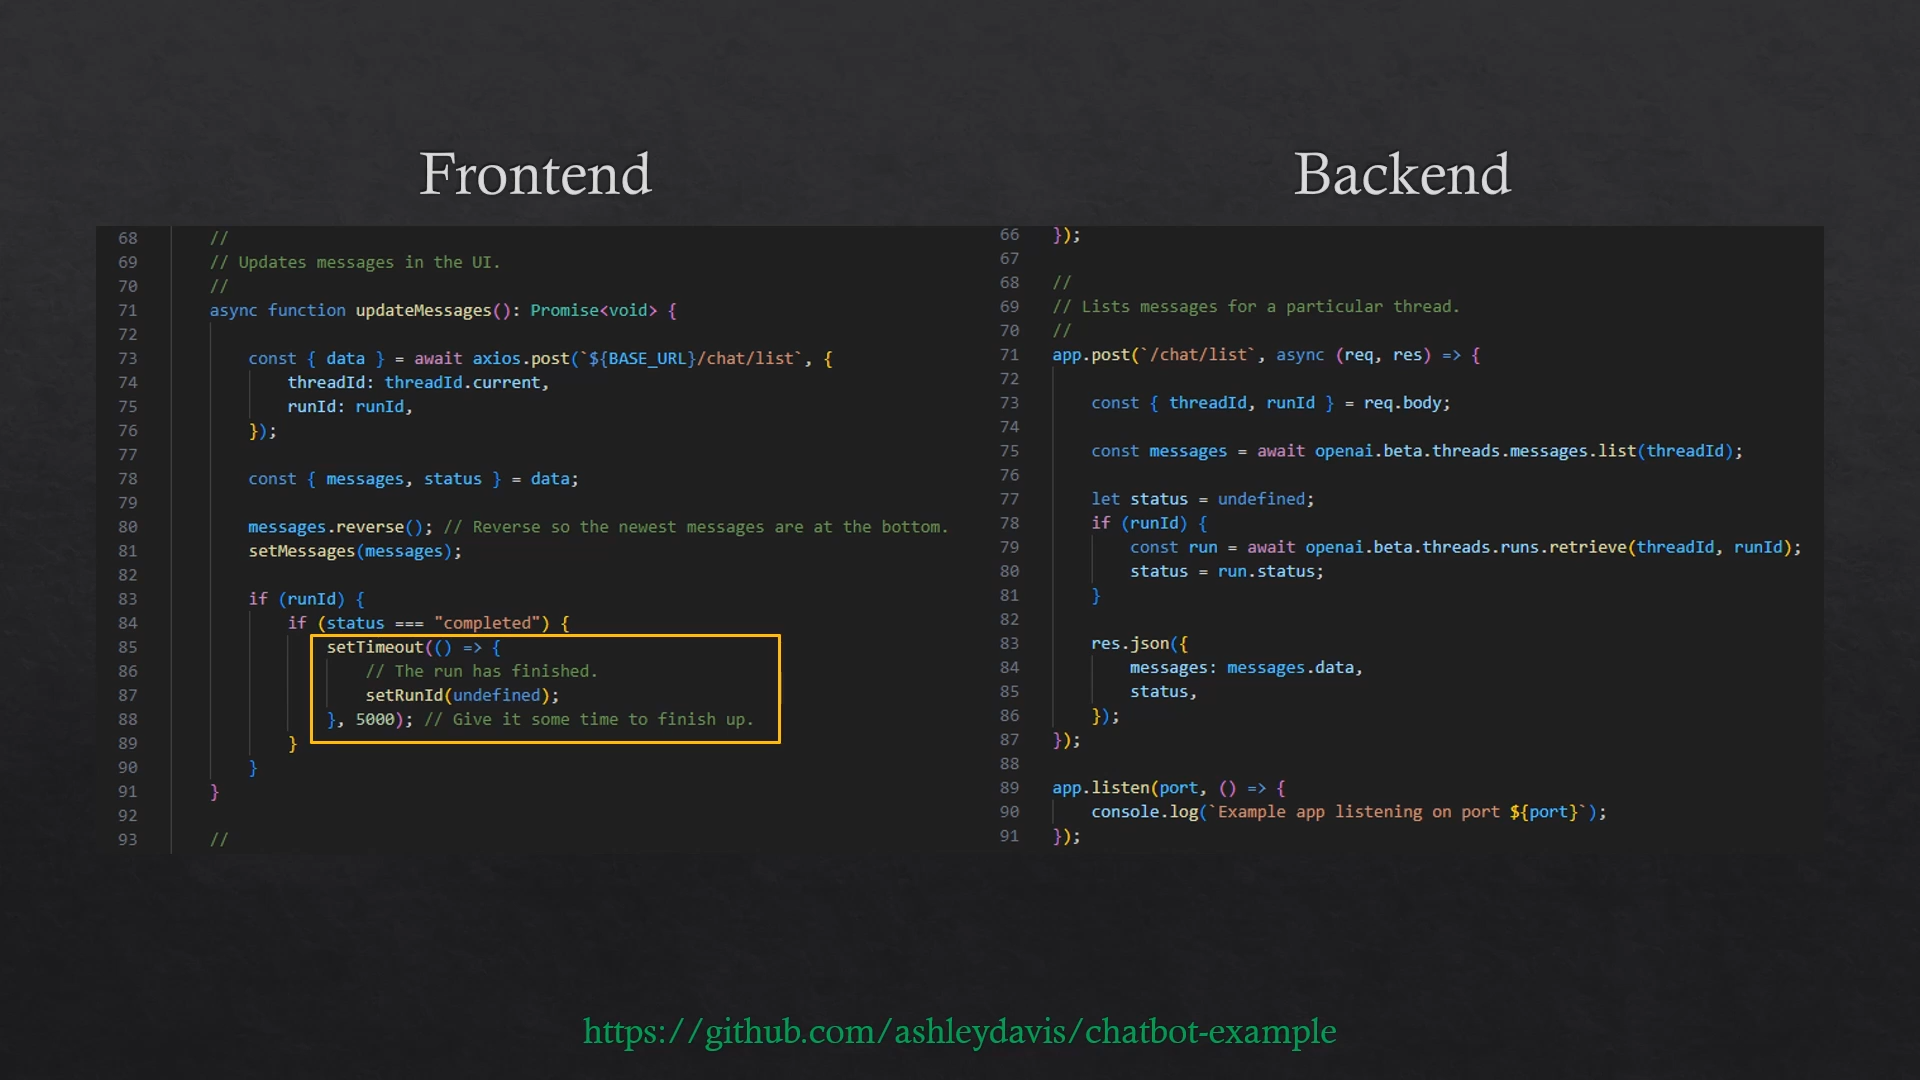 Frontend
68 //
69 // Updates messages in the UI.
70 //
71 async function updateMessages(): Promise<void> {
72
73 const { data } = await axios.post(`${BASE_URL}/chat/list`, {
74 threadId: threadId.current,
75 runId: runId,
76 });
77
78 const { messages, status } = data;
79
80 messages.reverse(); // Reverse so the newest messages are at the bottom.
81 setMessages(messages);
82
83 if (runId) {
84 if (status === "completed") {
85 setTimeout(() => {
86 // The run has finished.
87 setRunId(undefined);
88 }, 5000); // Give it some time to finish up.
89 }
90 }
91 }
92
93 //
Backend
66 });
67
68 //
69 // Lists messages for a particular thread.
70 //
71 app.post(`/chat/list`, async (req, res) => {
72
73 const { threadId, runId } = req.body;
74
75 const messages = await openai.beta.threads.messages.list(threadId);
76
77 let status = undefined;
78 if (runId) {
79 const run = await openai.beta.threads.runs.retrieve(threadId, runId);
80 status = run.status;
81 }
82
83 res.json({
84 messages: messages.data,
85 status,
86 });
87 });
88
89 app.listen(port, () => {
90 console.log(`Example app listening on port ${port}`);
91 });
https://github.com/ashleydavis/chatbot-example